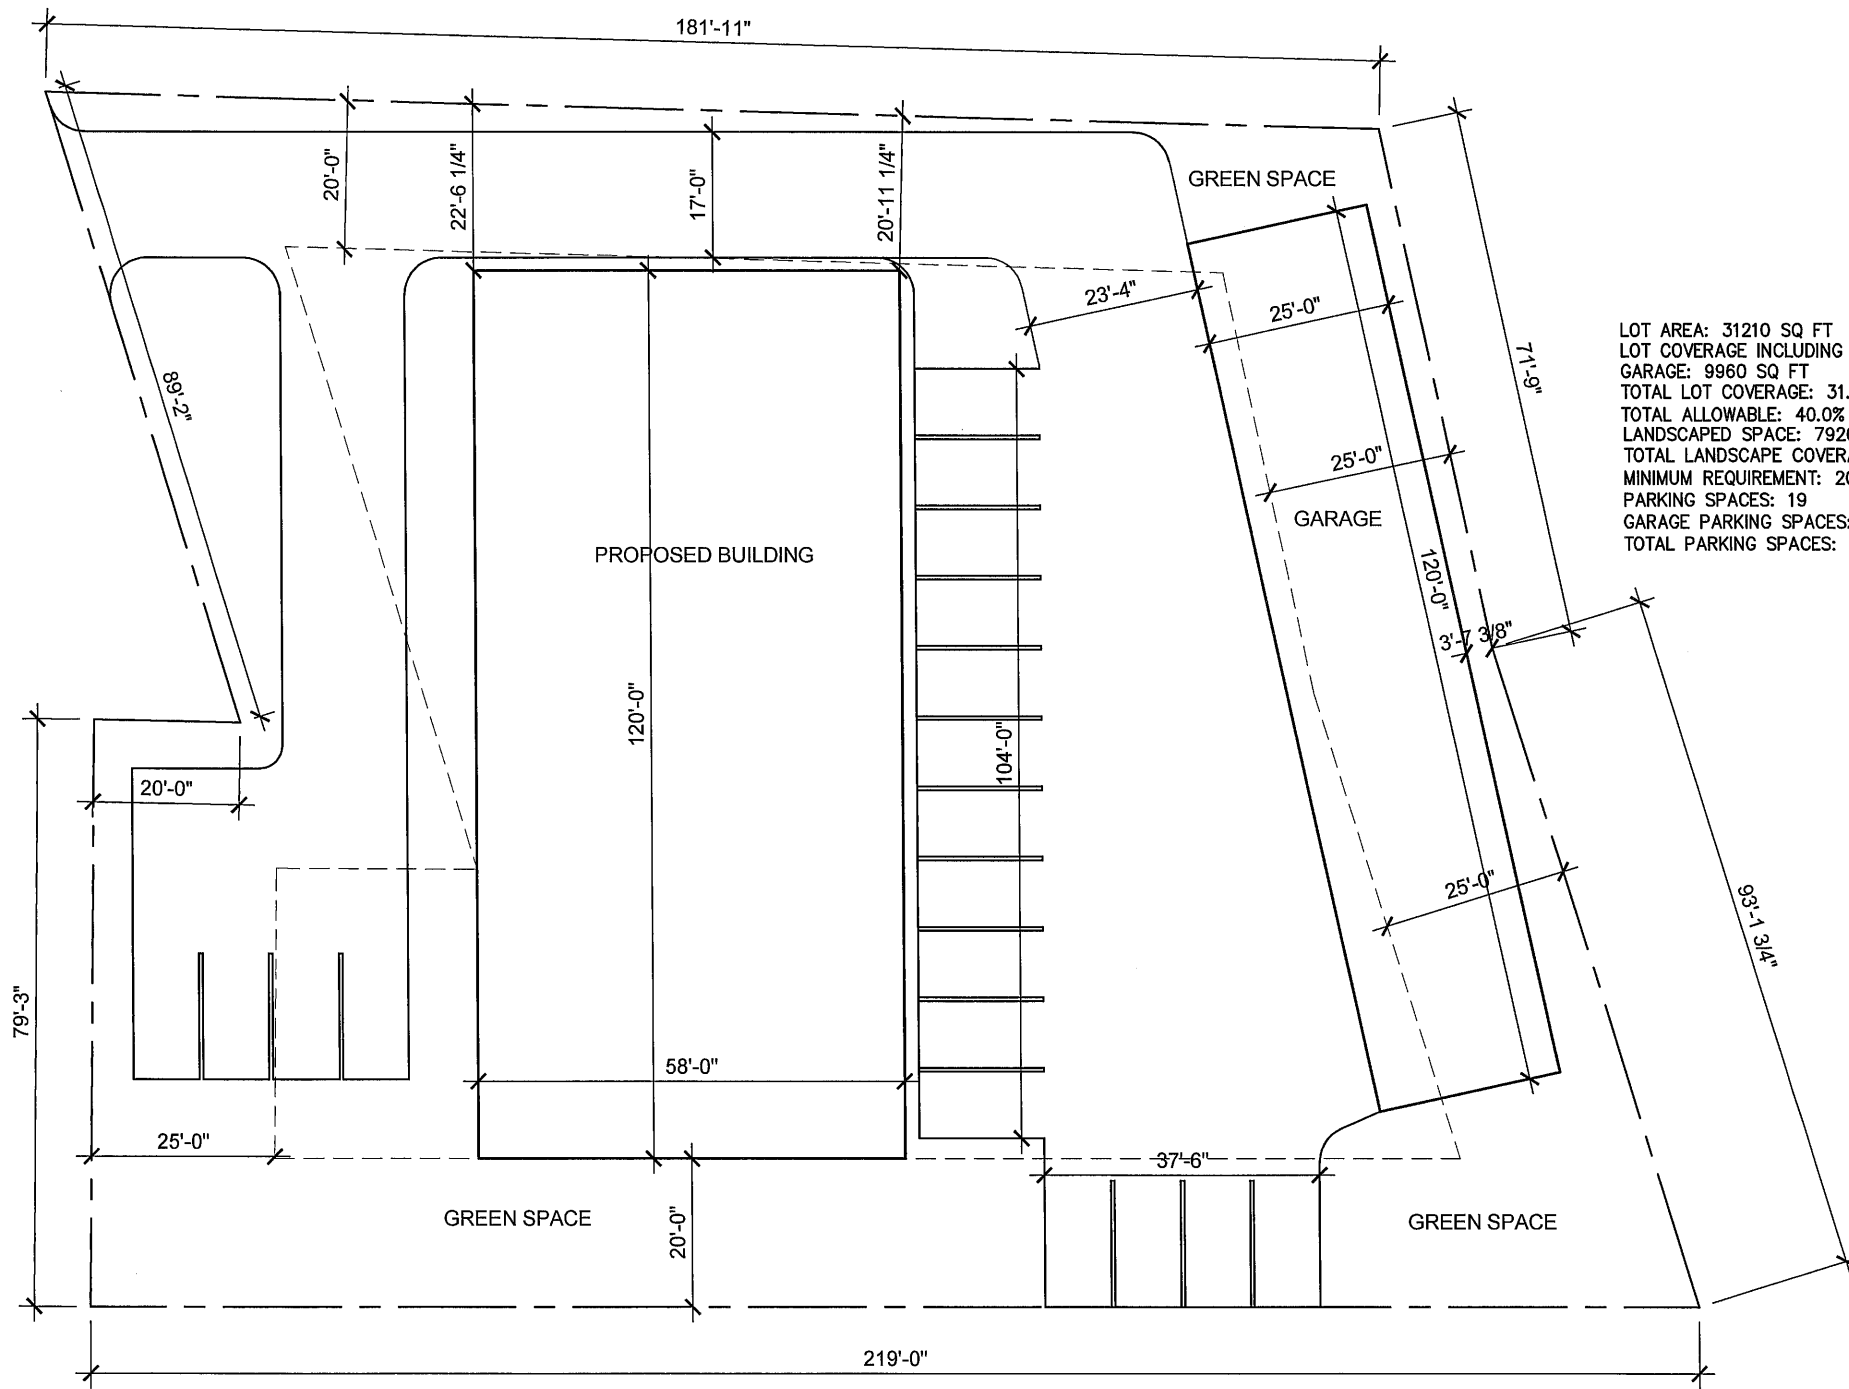 181'-11"
20'-0"
22'-6 1/4"
17'-0"
20'-11 1/4"
GREEN SPACE
23'-4"
25'-0"
71'-9"
89'-2"
LOT AREA: 31210 SQ FT
LOT COVERAGE INCLUDING
GARAGE: 9960 SQ FT
TOTAL LOT COVERAGE: 31.
TOTAL ALLOWABLE: 40.0%
LANDSCAPED SPACE:
TOTAL LANDSCAPE
MINIMUM REQUIREMENT:
PARKING SPACES: 19
GARAGE PARKING SPACES:
TOTAL PARKING SPACES:
25'-0"
GARAGE
PROPOSED BUILDING
120'-0"
3'-7 3/8"
120'-0"
104'-0"
20'-0"
25'-0"
93'-1 3/4"
79'-3"
58'-0"
25'-0"
37'-6"
GREEN SPACE
20'-0"
GREEN SPACE
219'-0"